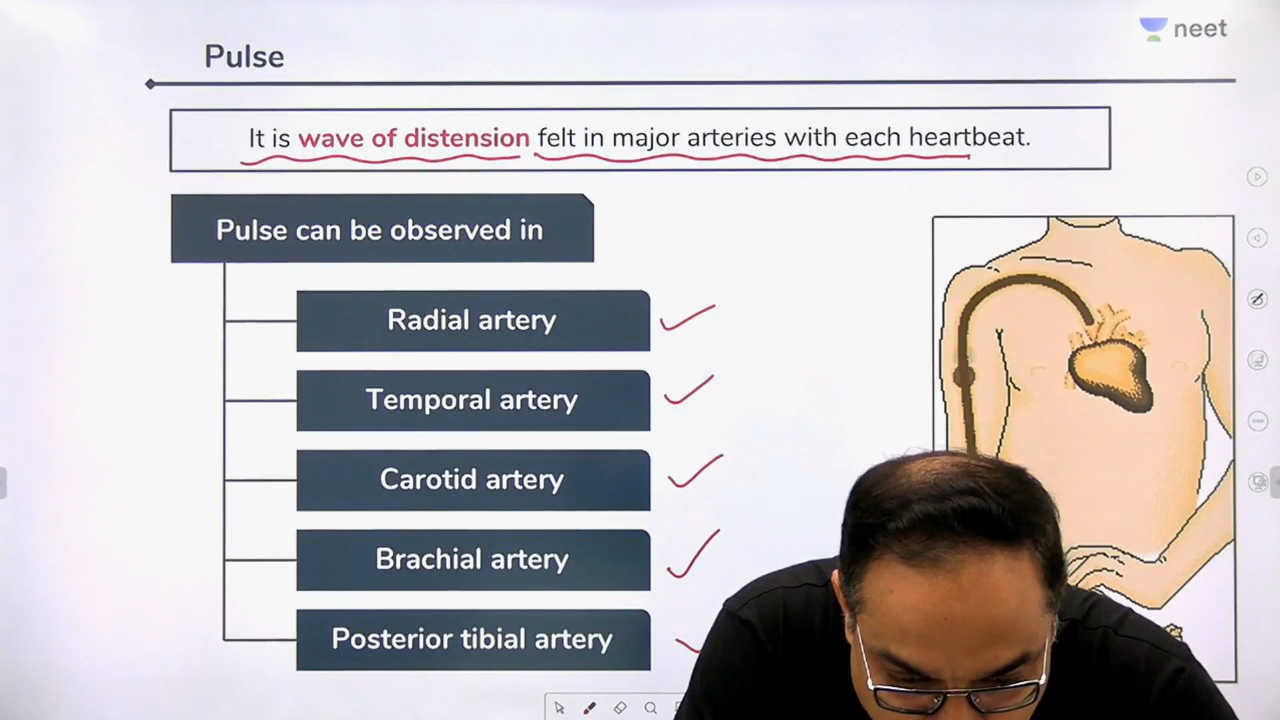 neet
Pulse
It is wave of distension felt in major arteries with each heartbeat.
Pulse can be observed in
Radial artery
Temporal artery
Carotid artery
Brachial artery
Posterior tibial artery